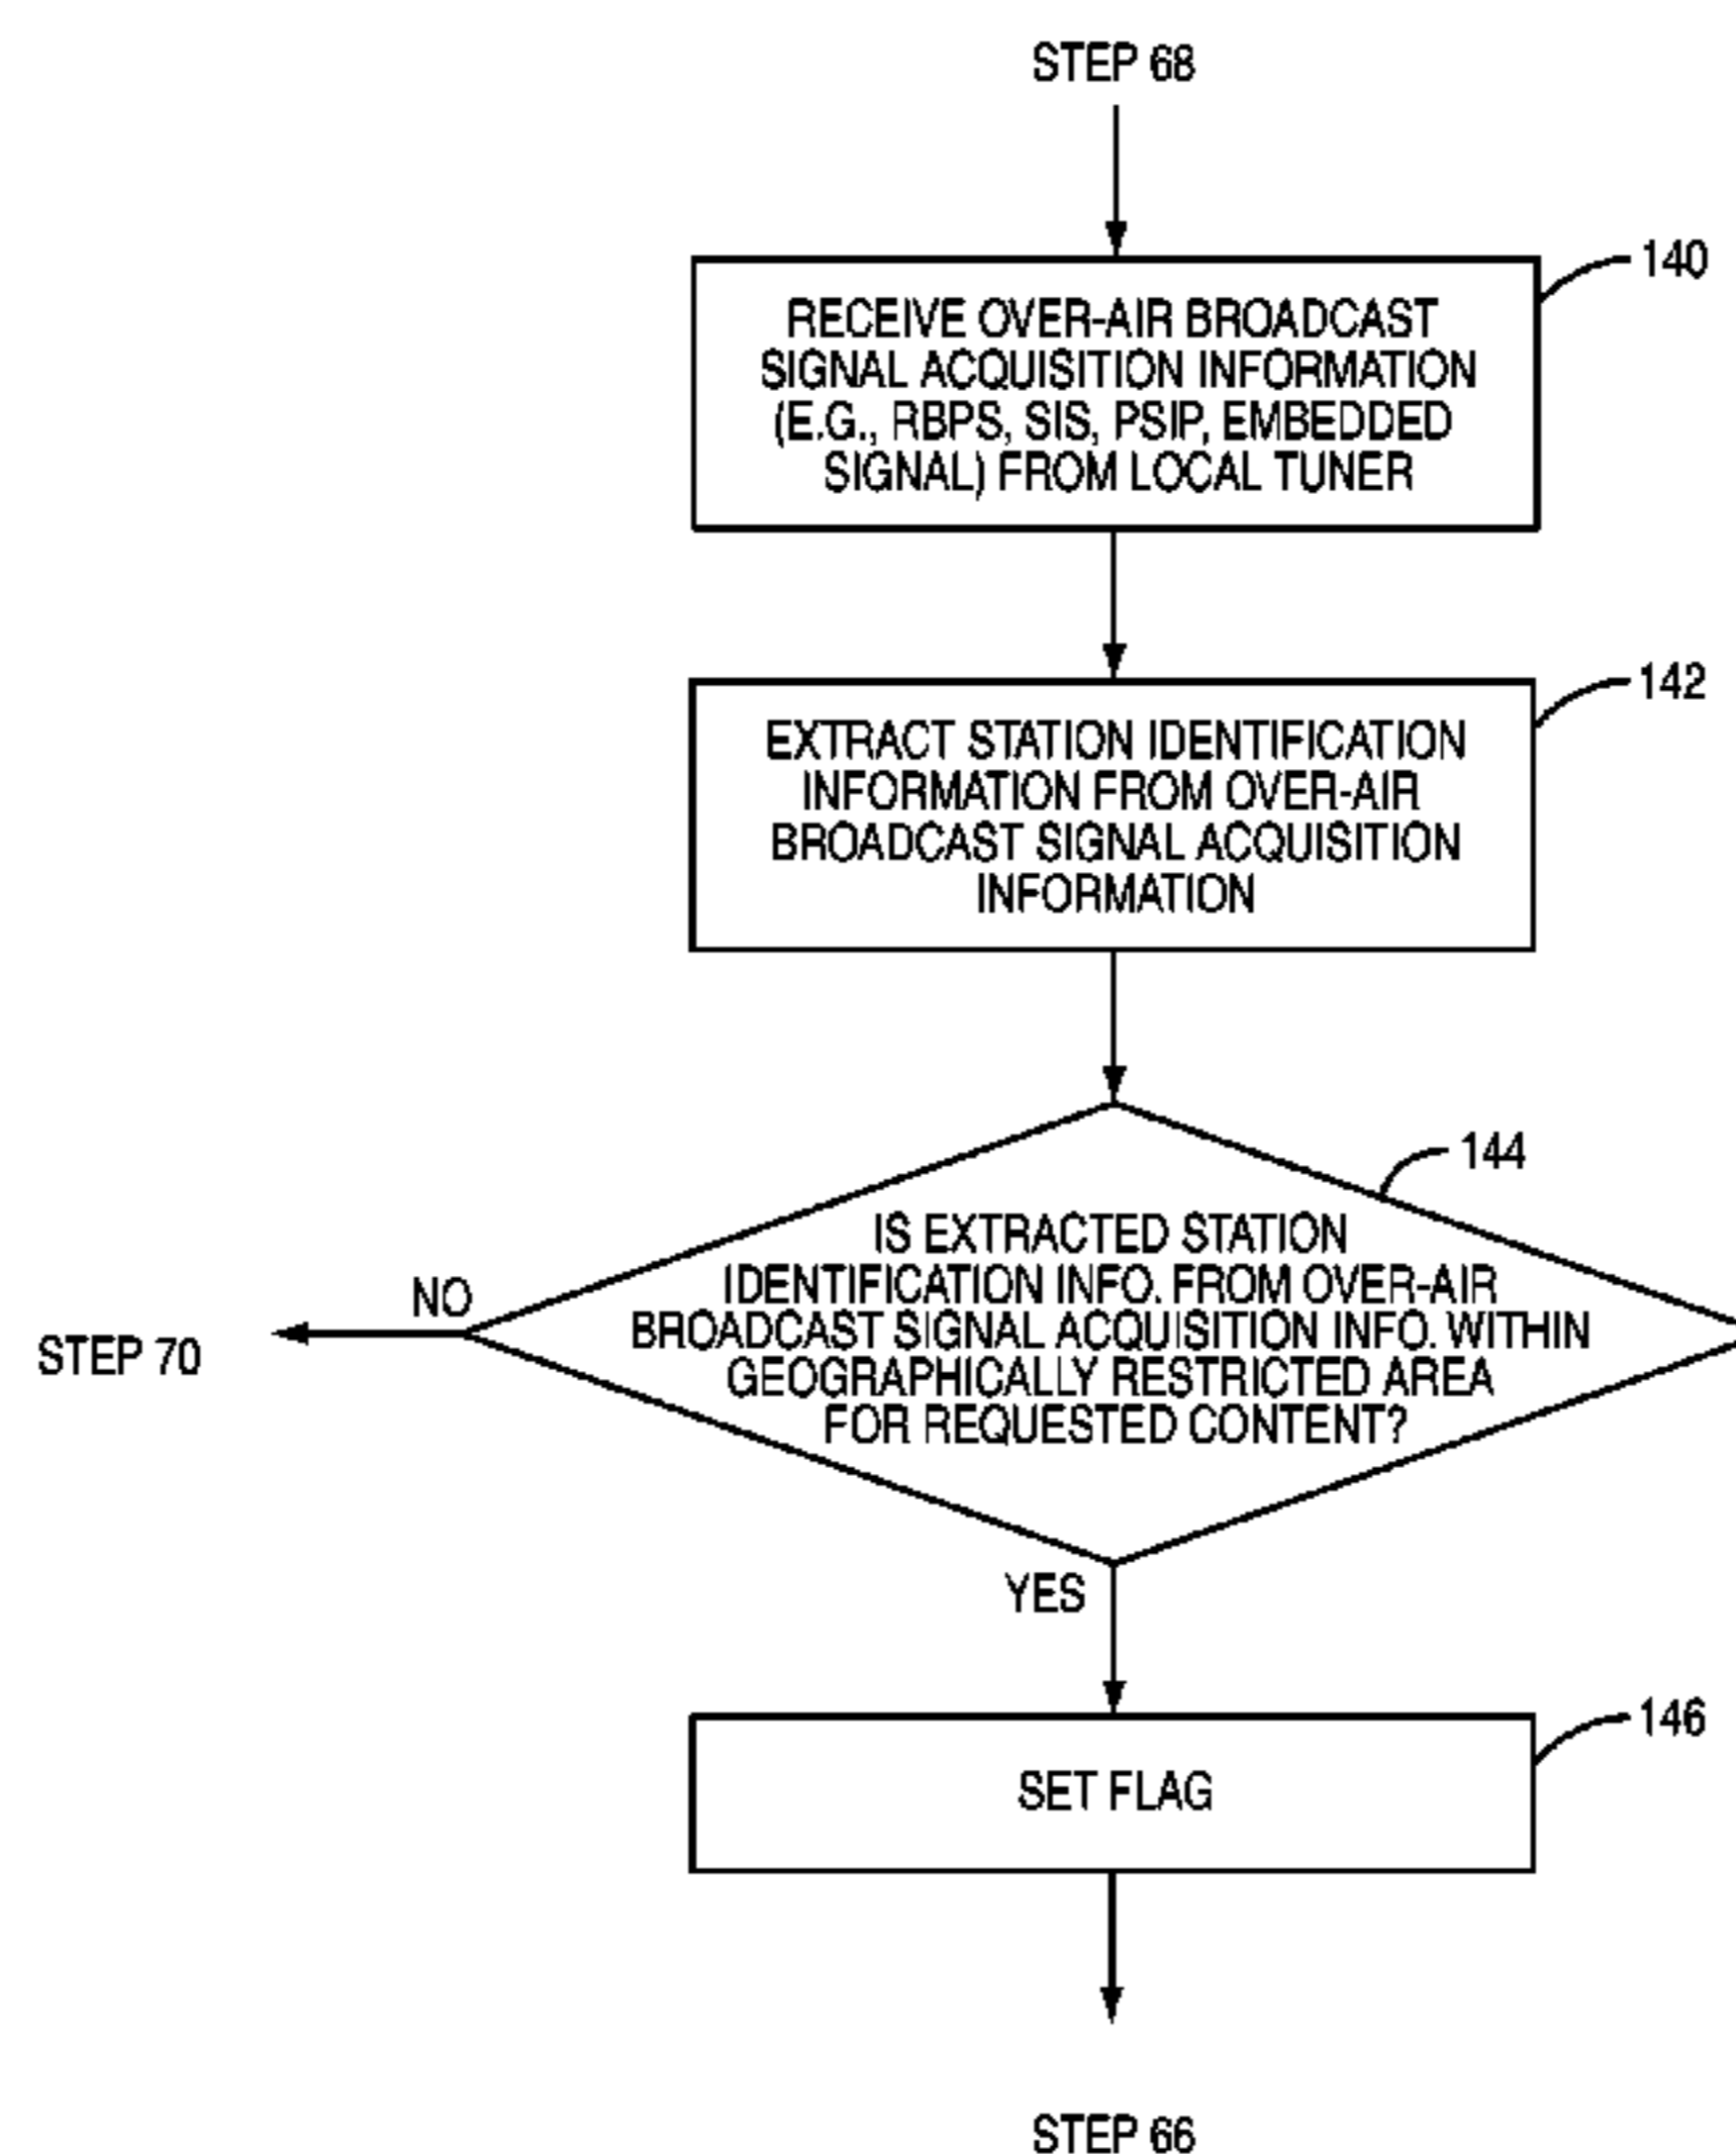 STEP 68
140
RECEIVE OVER-AIR BROADCAST
SIGNAL ACQUISITION INFORMATION
(E.G., RBPS, SIS, PSIP, EMBEDDED
SIGNAL) FROM LOCAL TUNER
142
EXTRACT STATION IDENTIFICATION
INFORMATION FROM OVER-AIR
BROADCAST SIGNAL ACQUISITION
INFORMATION
144
IS EXTRACTED STATION
IDENTIFICATION INFO. FROM OVER-AIR
BROADCAST SIGNAL ACQUISITION INFO. WITHIN
GEOGRAPHICALLY RESTRICTED AREA
FOR REQUESTED CONTENT?
NO
STEP 70
YES
146
SET FLAG
STEP 66